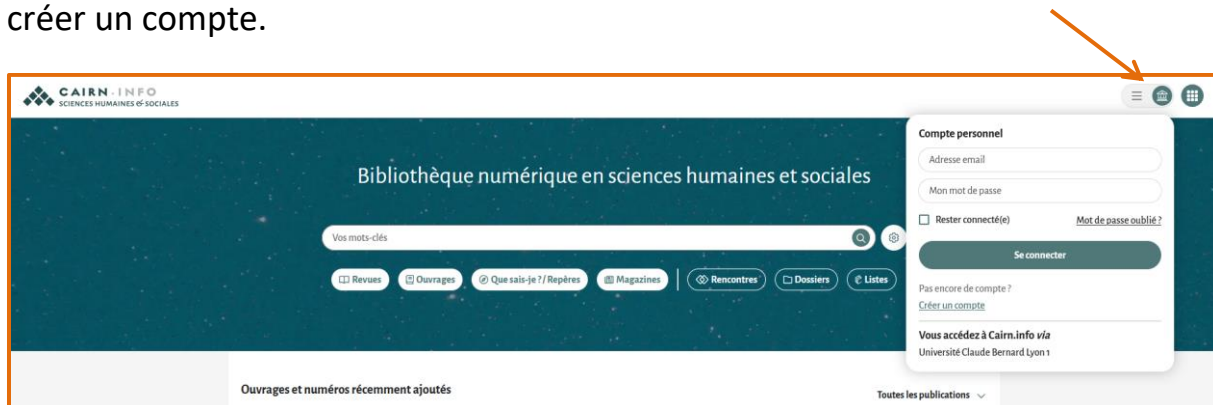 créer un compte.
CAIRN.INFO
SCIENCES HUMAINES & SOCIALES
Compte personnel
Adresse email
Mon mot de passe
Rester connecté(e) Mot de passe oublié ?
Se connecter
Pas encore de compte ?
Créer un compte
Vous accédez à Cairn.info via
Université Claude Bernard Lyon 1
Bibliothèque numérique en sciences humaines et sociales
Vos mots-clés
Revues Ouvrages Que sais-je ? / Repères Magazines Rencontres Dossiers Listes
Ouvrages et numéros récemment ajoutés Toutes les publications